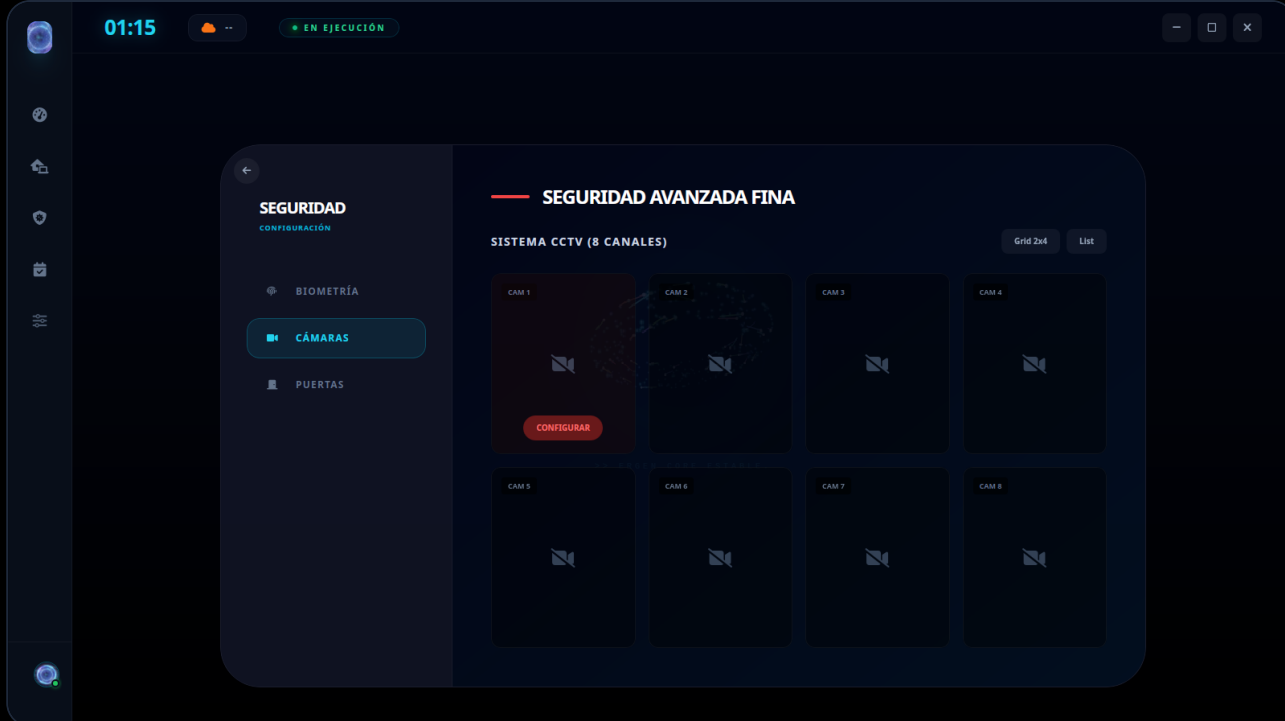 01:15
--
EN EJECUCIÓN
SEGURIDAD
CONFIGURACIÓN
BIOMETRÍA
CÁMARAS
PUERTAS
SEGURIDAD AVANZADA FINA
SISTEMA CCTV (8 CANALES)
Grid 2x4
List
CAM 1
CAM 2
CAM 3
CAM 4
CONFIGURAR
CAM 5
CAM 6
CAM 7
CAM 8